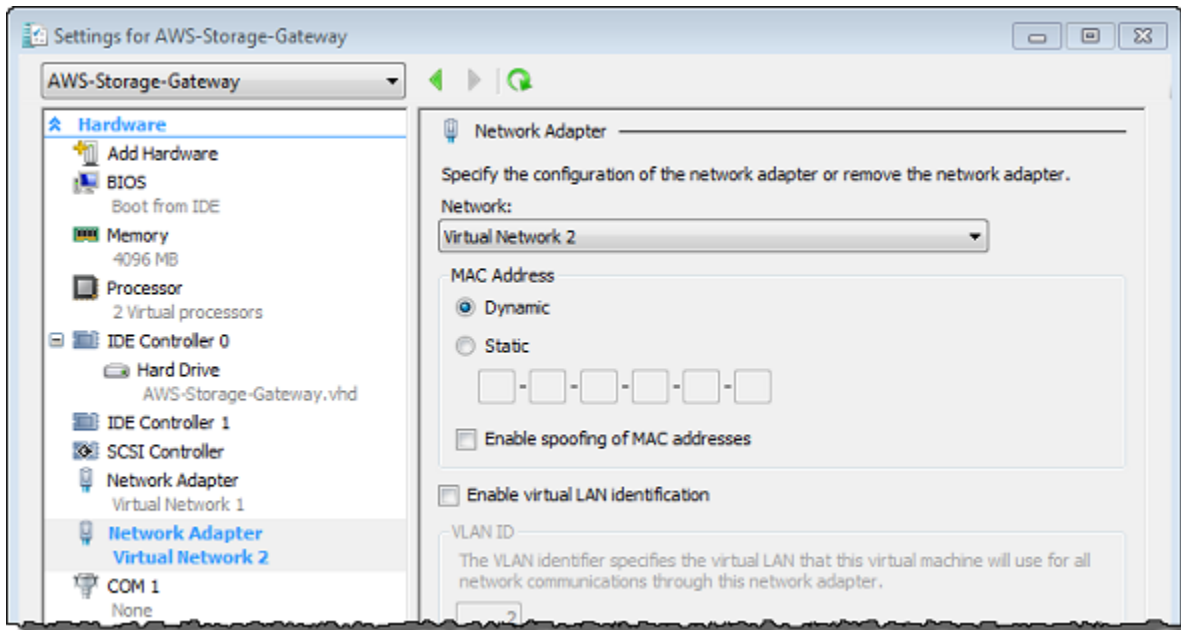 Settings for AWS-Storage-Gateway
AWS-Storage-Gateway
Hardware
Add Hardware
BIOS
Boot from IDE
Memory
4096 MB
Processor
2 Virtual processors
IDE Controller 0
Hard Drive
AWS-Storage-Gateway.vhd
IDE Controller 1
SCSI Controller
Network Adapter
Virtual Network 1
Network Adapter
Virtual Network 2
COM 1
None
Network Adapter
Specify the configuration of the network adapter or remove the network adapter.
Network:
Virtual Network 2
MAC Address
Dynamic
Static
- - - - -
Enable spoofing of MAC addresses
Enable virtual LAN identification
VLAN ID
The VLAN identifier specifies the virtual LAN that this virtual machine will use for all
network communications through this network adapter.
2